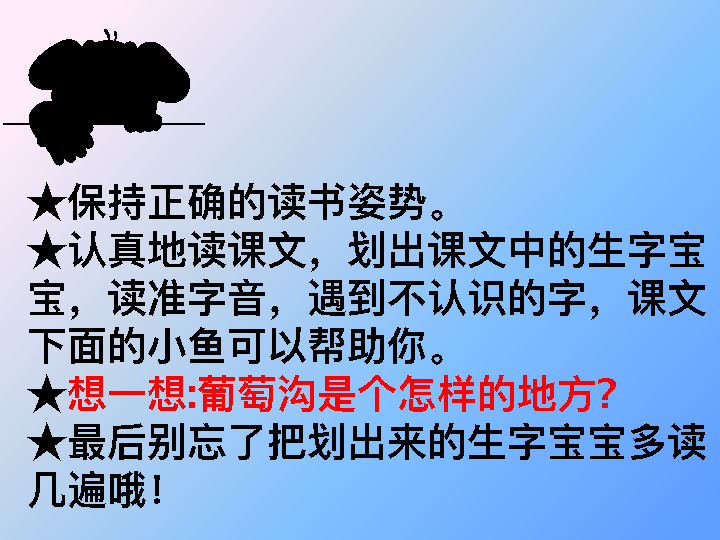 ★保持正确的读书姿势。
★认真地读课文，划出课文中的生字宝
宝，读准字音，遇到不认识的字，课文
下面的小鱼可以帮助你。
★想一想:葡萄沟是个怎样的地方?
★最后别忘了把划出来的生字宝宝多读
几遍哦!